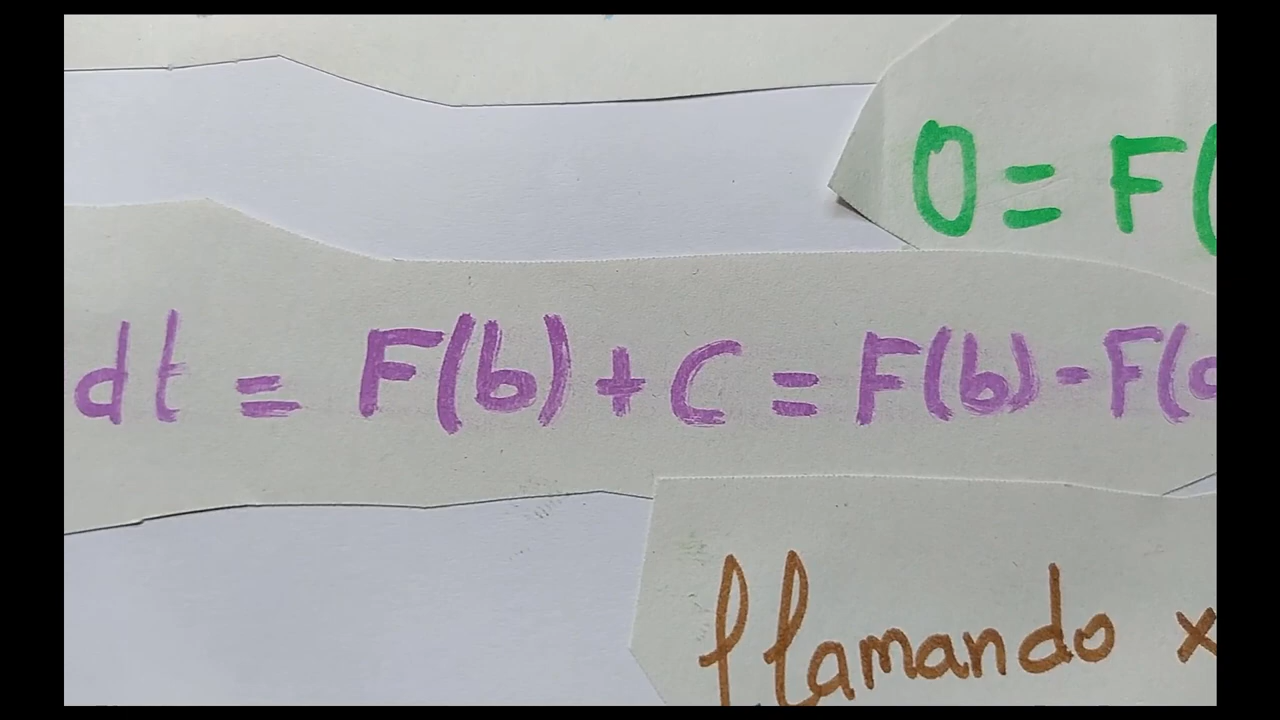 0 = F(
dt = F(b) + C = F(b) - F(
llamando x